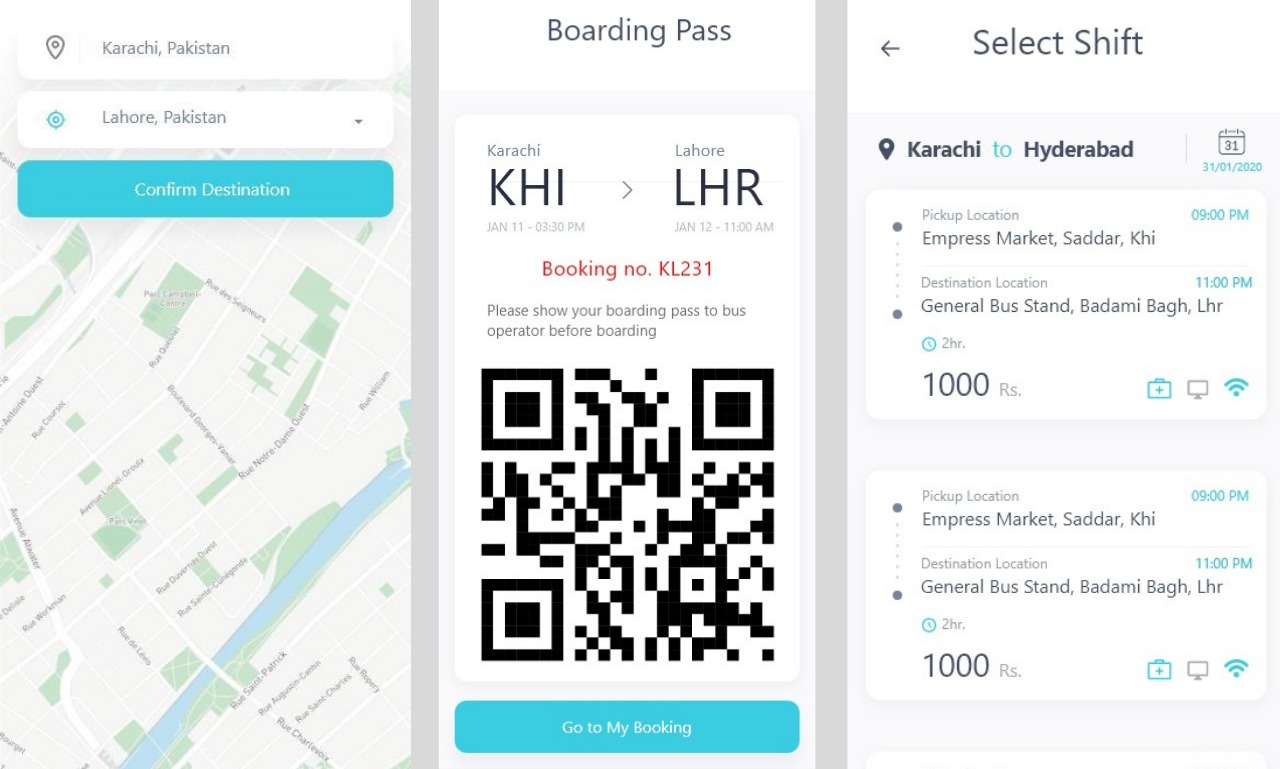 Karachi, Pakistan
Lahore, Pakistan
Confirm Destination
Parc Campbell-
Centre
Rue des Seigneurs
Rue Quesnel
Rue William
Antoine Ouest
Rue Coursol
Boulevard Georges-Vanier
Rue Notre-Dame Ouest
Avenue Lionel-Groulx
Parc Vinet
Avenue Atwater
Rue Duvernay Ouest
Rue Sainte-Cunégonde
Delisle
Rue Workman
Rue de Lévis
Rue Saint-Patrick
Rue Augustin-Cantin
Rue Saint-Charles
Rue Ropery
Rue Charlevoix
Bourget
Boarding Pass
Karachi
Lahore
KHI
LHR
JAN 11 - 03:30 PM
JAN 12 - 11:00 AM
Booking no. KL231
Please show your boarding pass to bus
operator before boarding
Go to My Booking
Select Shift
Karachi to Hyderabad
31
31/01/2020
Pickup Location
09:00 PM
Empress Market, Saddar, Khi
Destination Location
11:00 PM
General Bus Stand, Badami Bagh, Lhr
2hr.
1000 Rs.
Pickup Location
09:00 PM
Empress Market, Saddar, Khi
Destination Location
11:00 PM
General Bus Stand, Badami Bagh, Lhr
2hr.
1000 Rs.